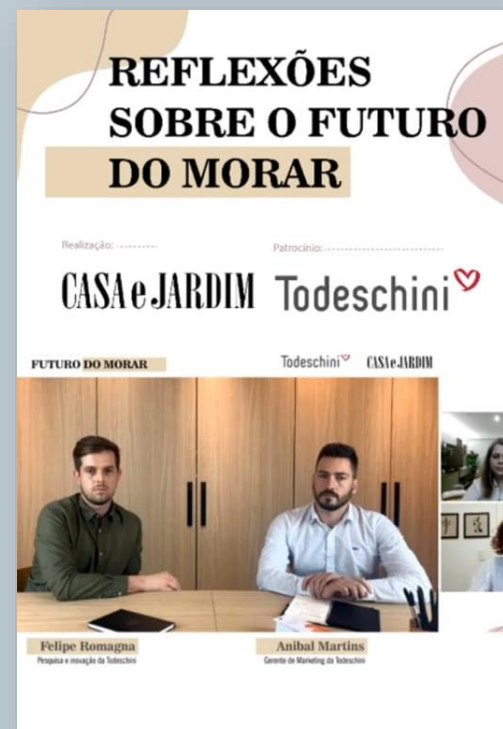 REFLEXÕES
SOBRE O FUTURO
DO MORAR
Realização:
Patrocínio:
CASA e JARDIM
Todeschini
FUTURO DO MORAR
Todeschini
CASA e JARDIM
Felipe Romagna
Pesquisa e inovação da Todeschini
Anibal Martins
Gerente de Marketing da Todeschini